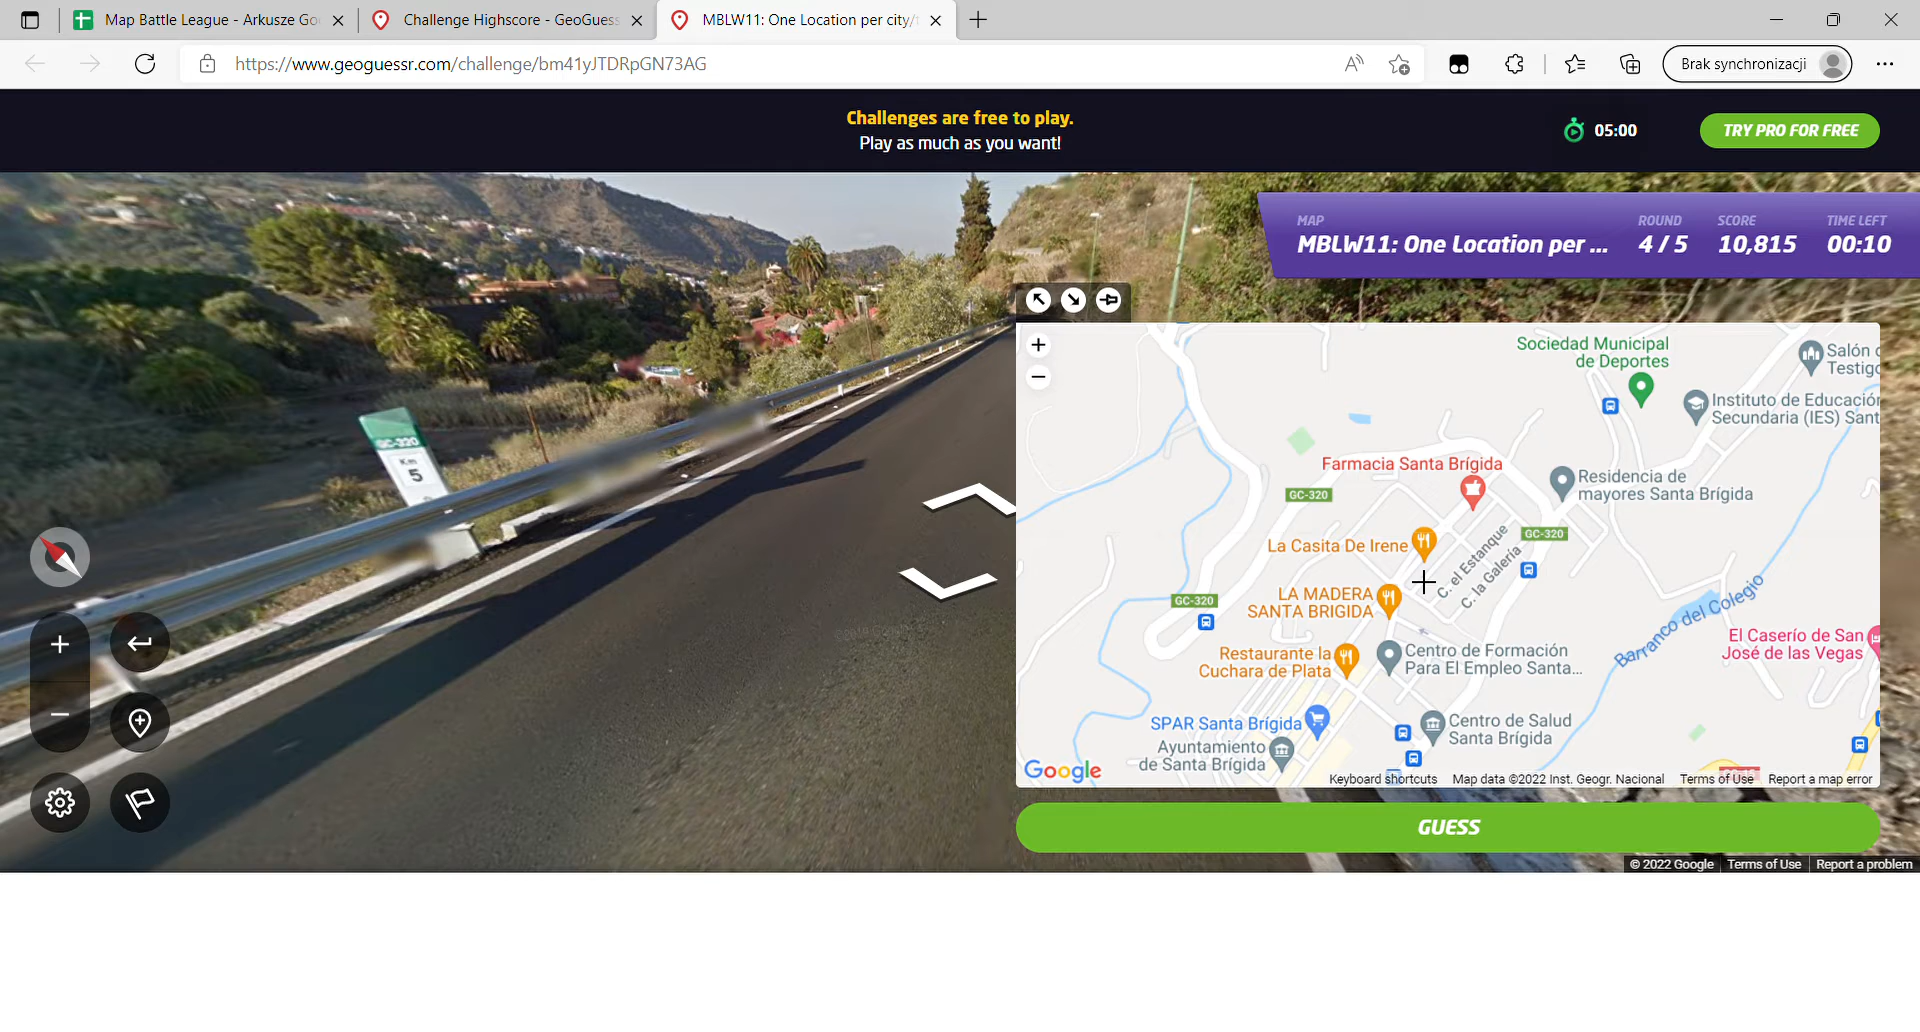 Map Battle League - Arkusze Go
Challenge Highscore - GeoGuess
MBLW11: One Location per city/
https://www.geoguessr.com/challenge/bm41yJTDRpGN73AG
Brak synchronizacji
Challenges are free to play.
Play as much as you want!
05:00
TRY PRO FOR FREE
MAP
MBLW11: One Location per ...
ROUND
4 / 5
SCORE
10,815
TIME LEFT
00:10
GC-320
Km
5
Sociedad Municipal
de Deportes
Salón
Testig
Instituto de Educació
Secundaria (IES) Sant
Farmacia Santa Brígida
Residencia de
mayores Santa Brígida
GC-320
La Casita De Irene
GC-320
C. el Estanque
C. la Galería
LA MADERA
SANTA BRIGIDA
GC-320
Barranco del Colegio
El Caserío de San
José de las Vegas
Restaurante la
Cuchara de Plata
Centro de Formación
Para El Empleo Santa...
SPAR Santa Brígida
Centro de Salud
Santa Brígida
Ayuntamiento
de Santa Brígida
Google
Keyboard shortcuts
Map data ©2022 Inst. Geogr. Nacional
Terms of Use
Report a map error
GUESS
© 2022 Google
Terms of Use
Report a problem